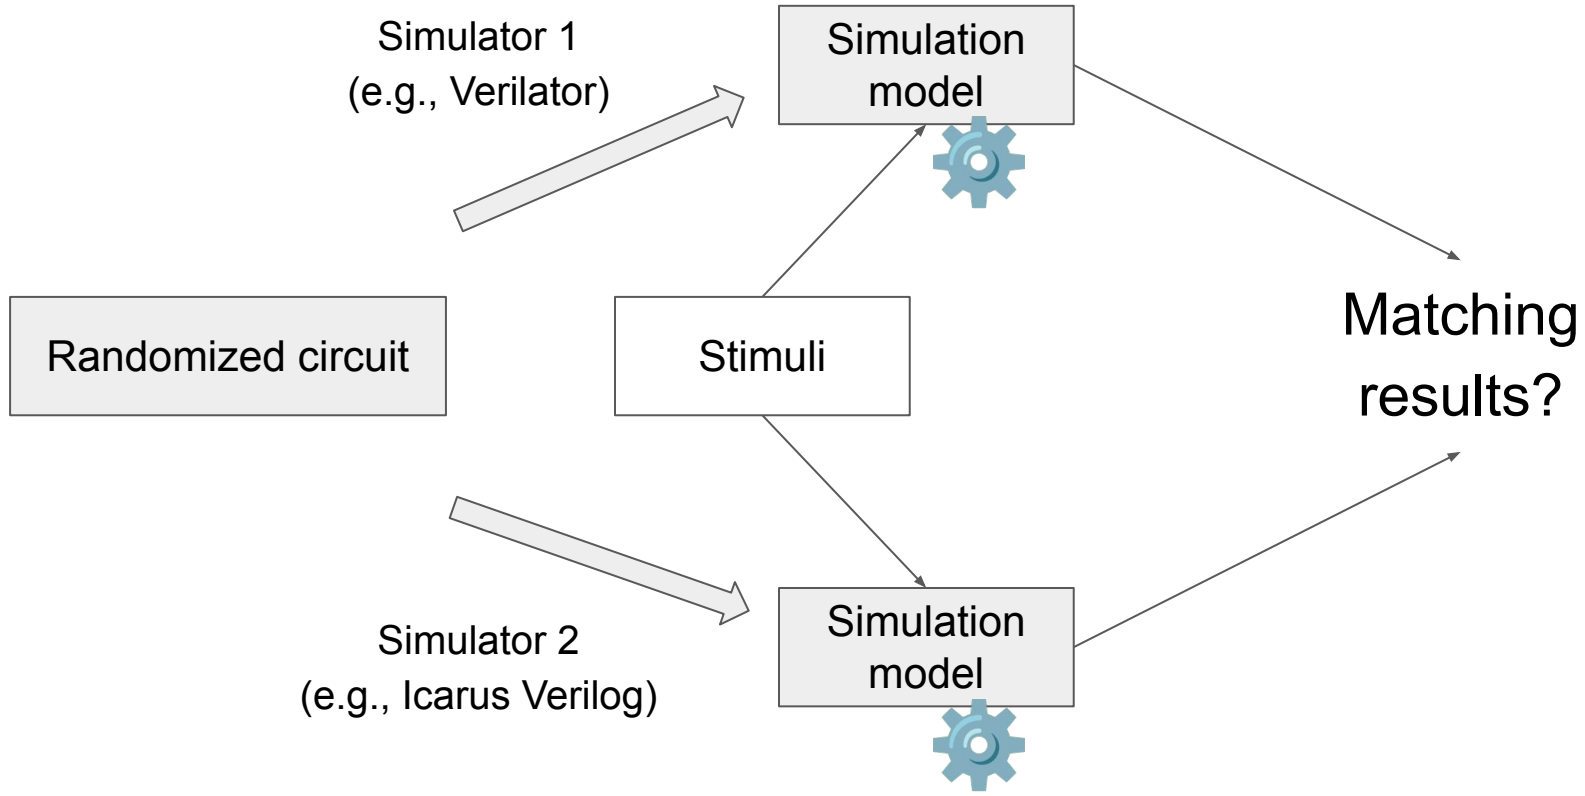 Simulator 1
(e.g., Verilator)
Simulation
model
Randomized circuit
Stimuli
Matching
results?
Simulator 2
(e.g., Icarus Verilog)
Simulation
model